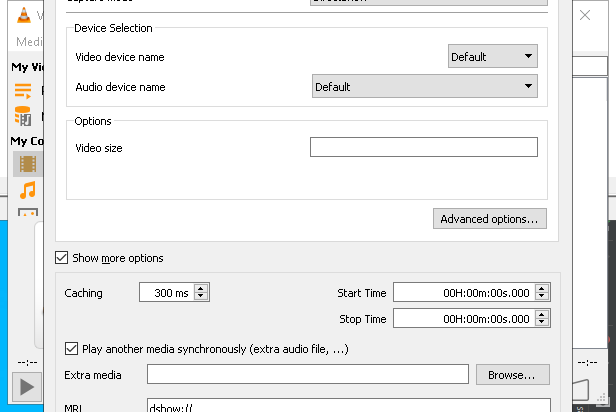 Capture mode
Device Selection
Video device name
Default
Audio device name
Default
Options
Video size
Advanced options...
Show more options
Caching
300 ms
Start Time
00H:00m:00s.000
Stop Time
00H:00m:00s.000
Play another media synchronously (extra audio file, ...)
Extra media
Browse...
MRL
dshow://
Medi
My Vi
My Co
--:--
--:--